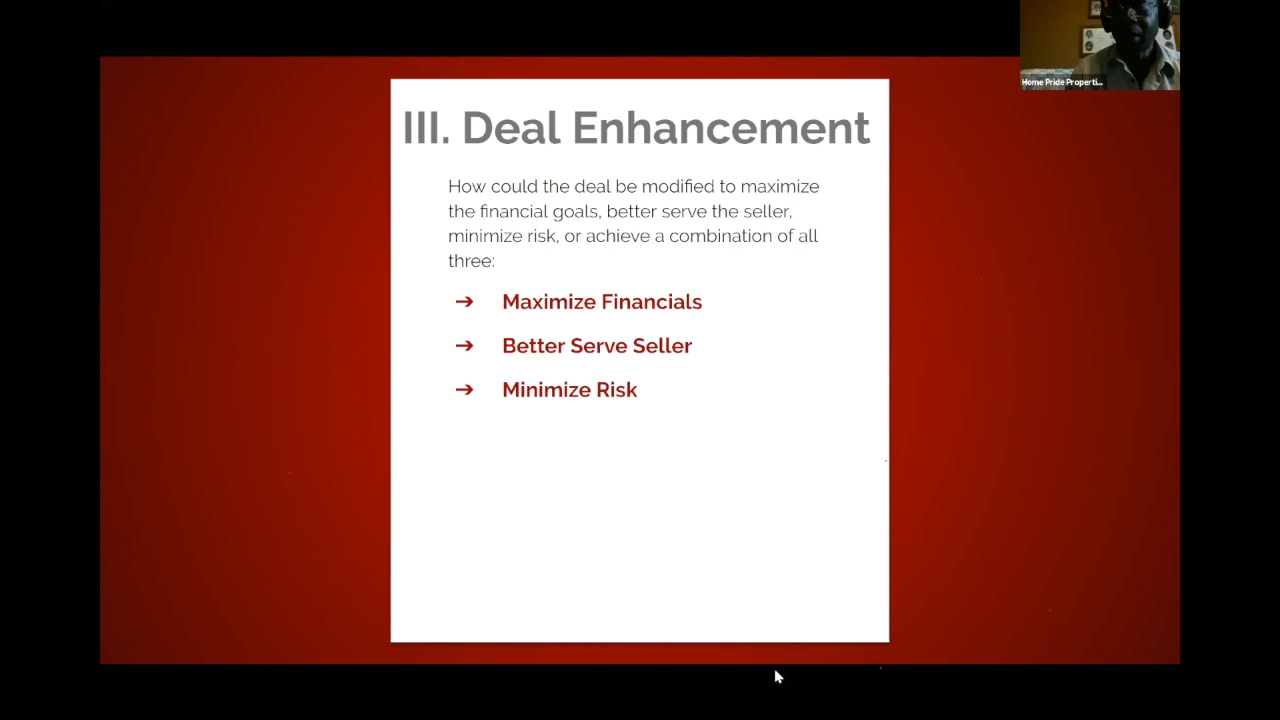 Home Pride Properti...
III. Deal Enhancement
How could the deal be modified to maximize
the financial goals, better serve the seller,
minimize risk, or achieve a combination of all
three:
➔ Maximize Financials
➔ Better Serve Seller
➔ Minimize Risk